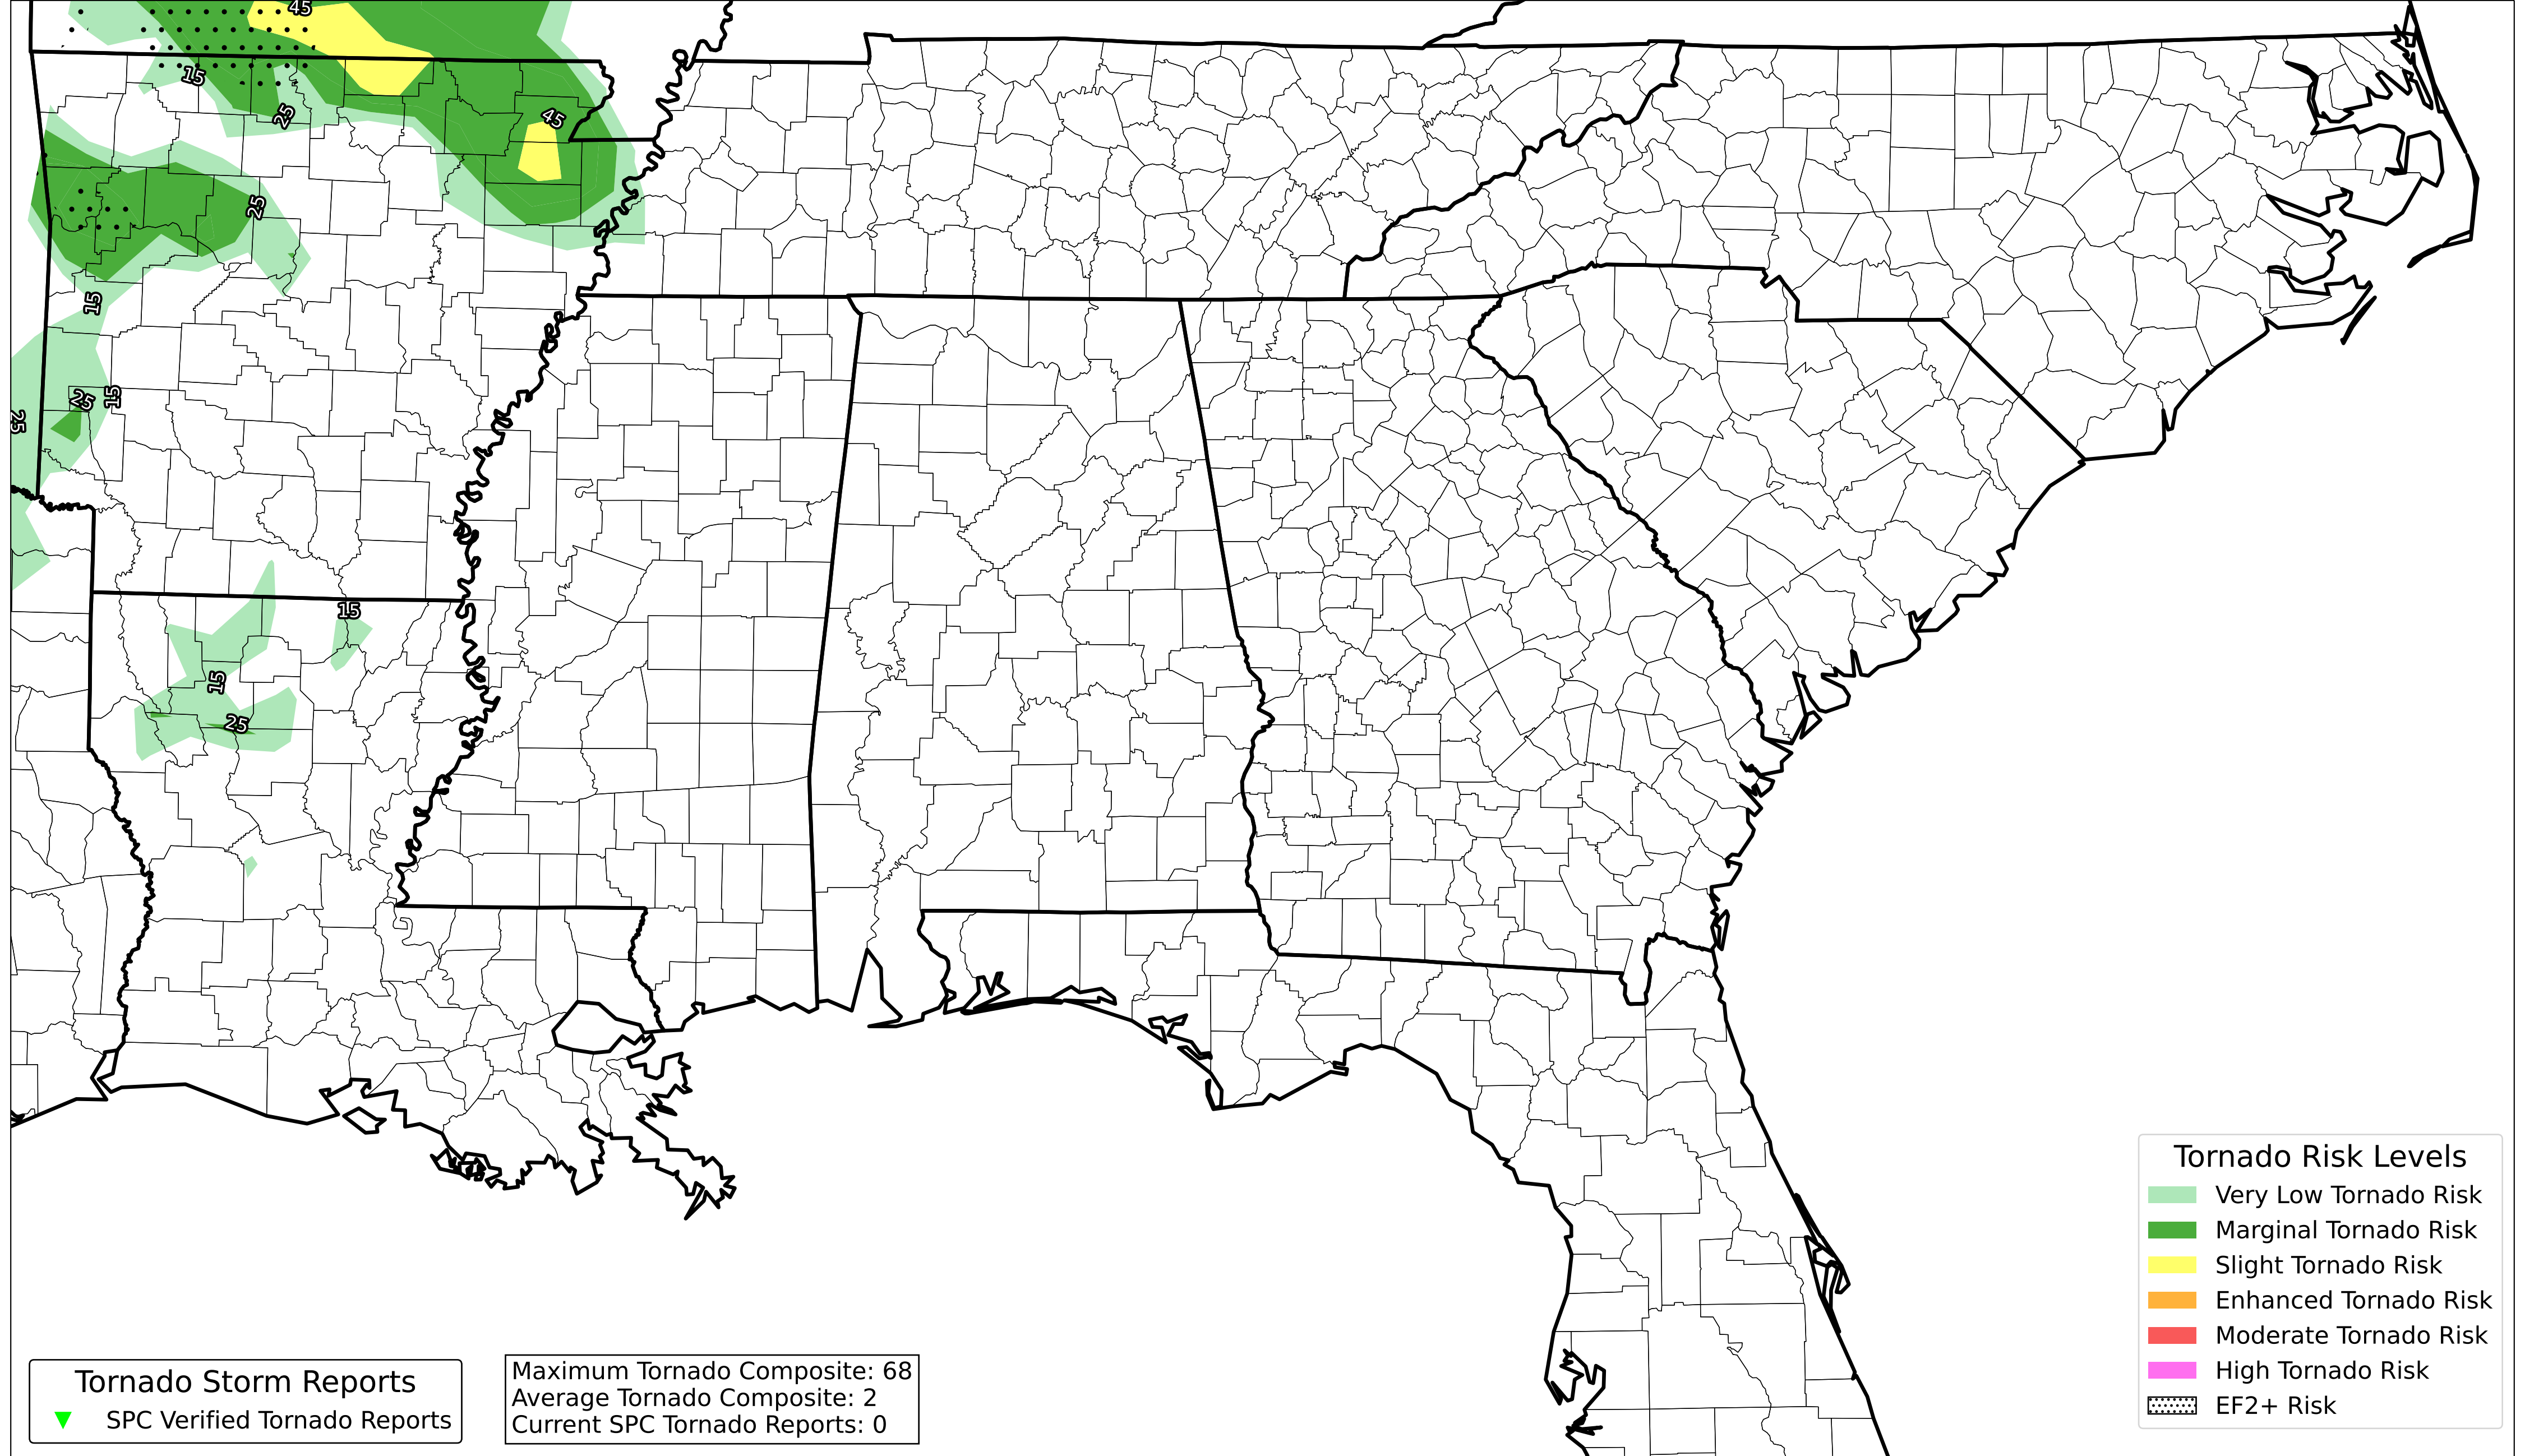 45
15
25
45
25
15
25
15
25
15
15
25
Tornado Risk Levels
Very Low Tornado Risk
Marginal Tornado Risk
Slight Tornado Risk
Enhanced Tornado Risk
Moderate Tornado Risk
High Tornado Risk
EF2+ Risk
Tornado Storm Reports
SPC Verified Tornado Reports
Maximum Tornado Composite: 68
Average Tornado Composite: 2
Current SPC Tornado Reports: 0